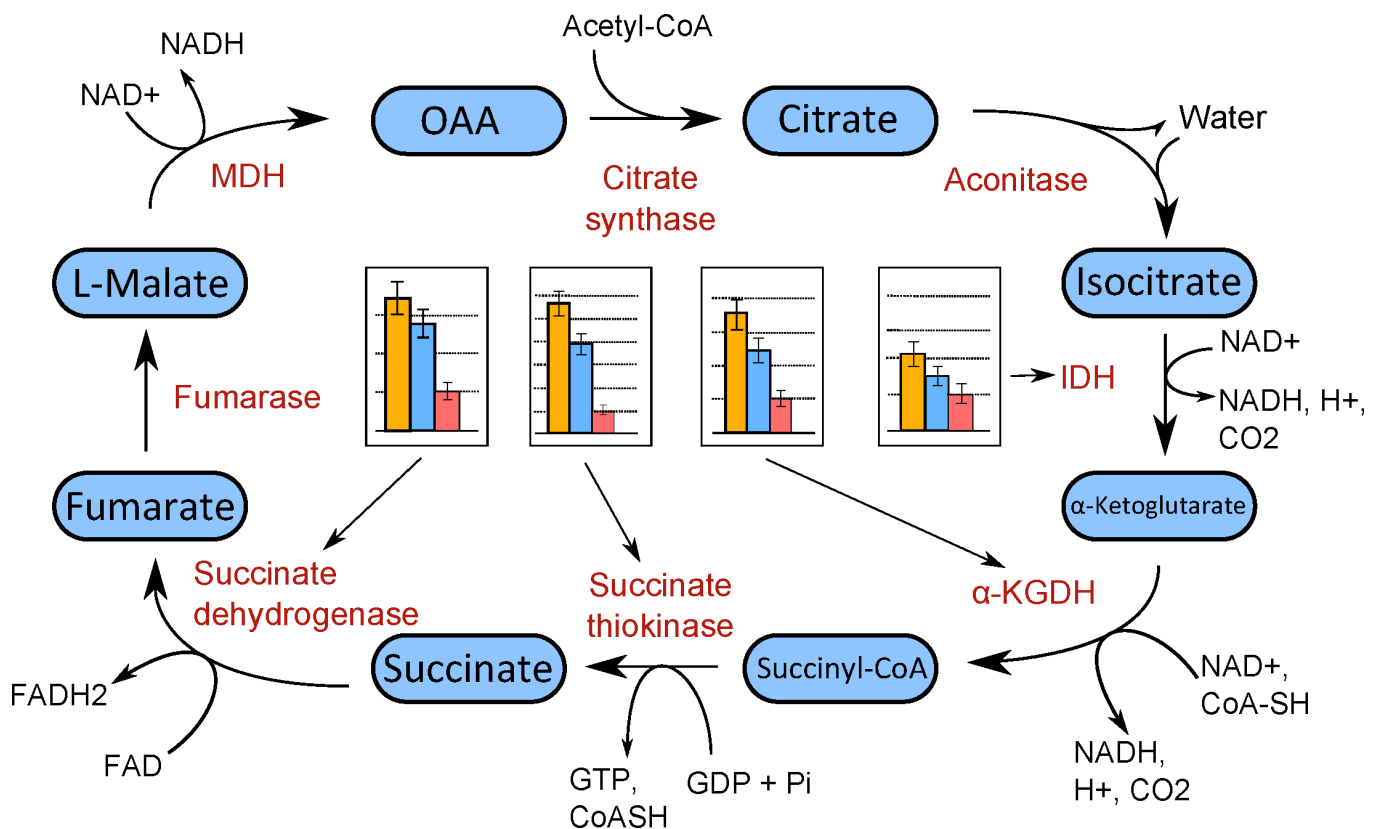 Acetyl-CoA
NADH
NAD+
OAA
Citrate
Water
MDH
Citrate
synthase
Aconitase
L-Malate
Isocitrate
NAD+
IDH
Fumarase
NADH, H+,
CO2
Fumarate
α-Ketoglutarate
Succinate
dehydrogenase
Succinate
thiokinase
α-KGDH
Succinate
Succinyl-CoA
NAD+,
CoA-SH
FADH2
FAD
GTP,
CoASH
GDP + Pi
NADH,
H+, CO2